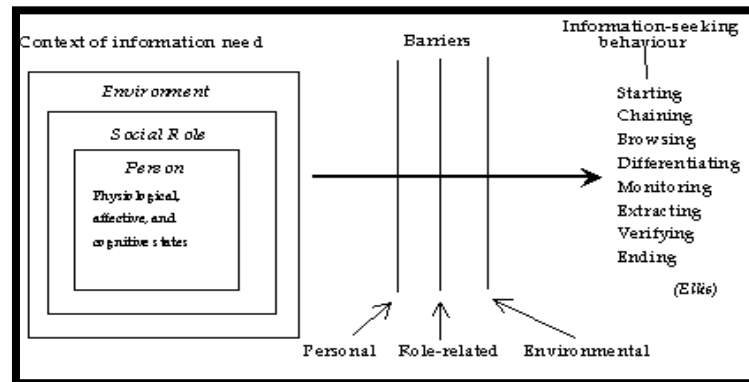 Context of information need
Barriers
Information-seeking
behaviour
Environment
Social Role
Person
Physiological,
affective, and
cognitive states
Starting
Chaining
Browsing
Differentiating
Monitoring
Extracting
Verifying
Ending
(Ellis)
Personal
Role-related
Environmental